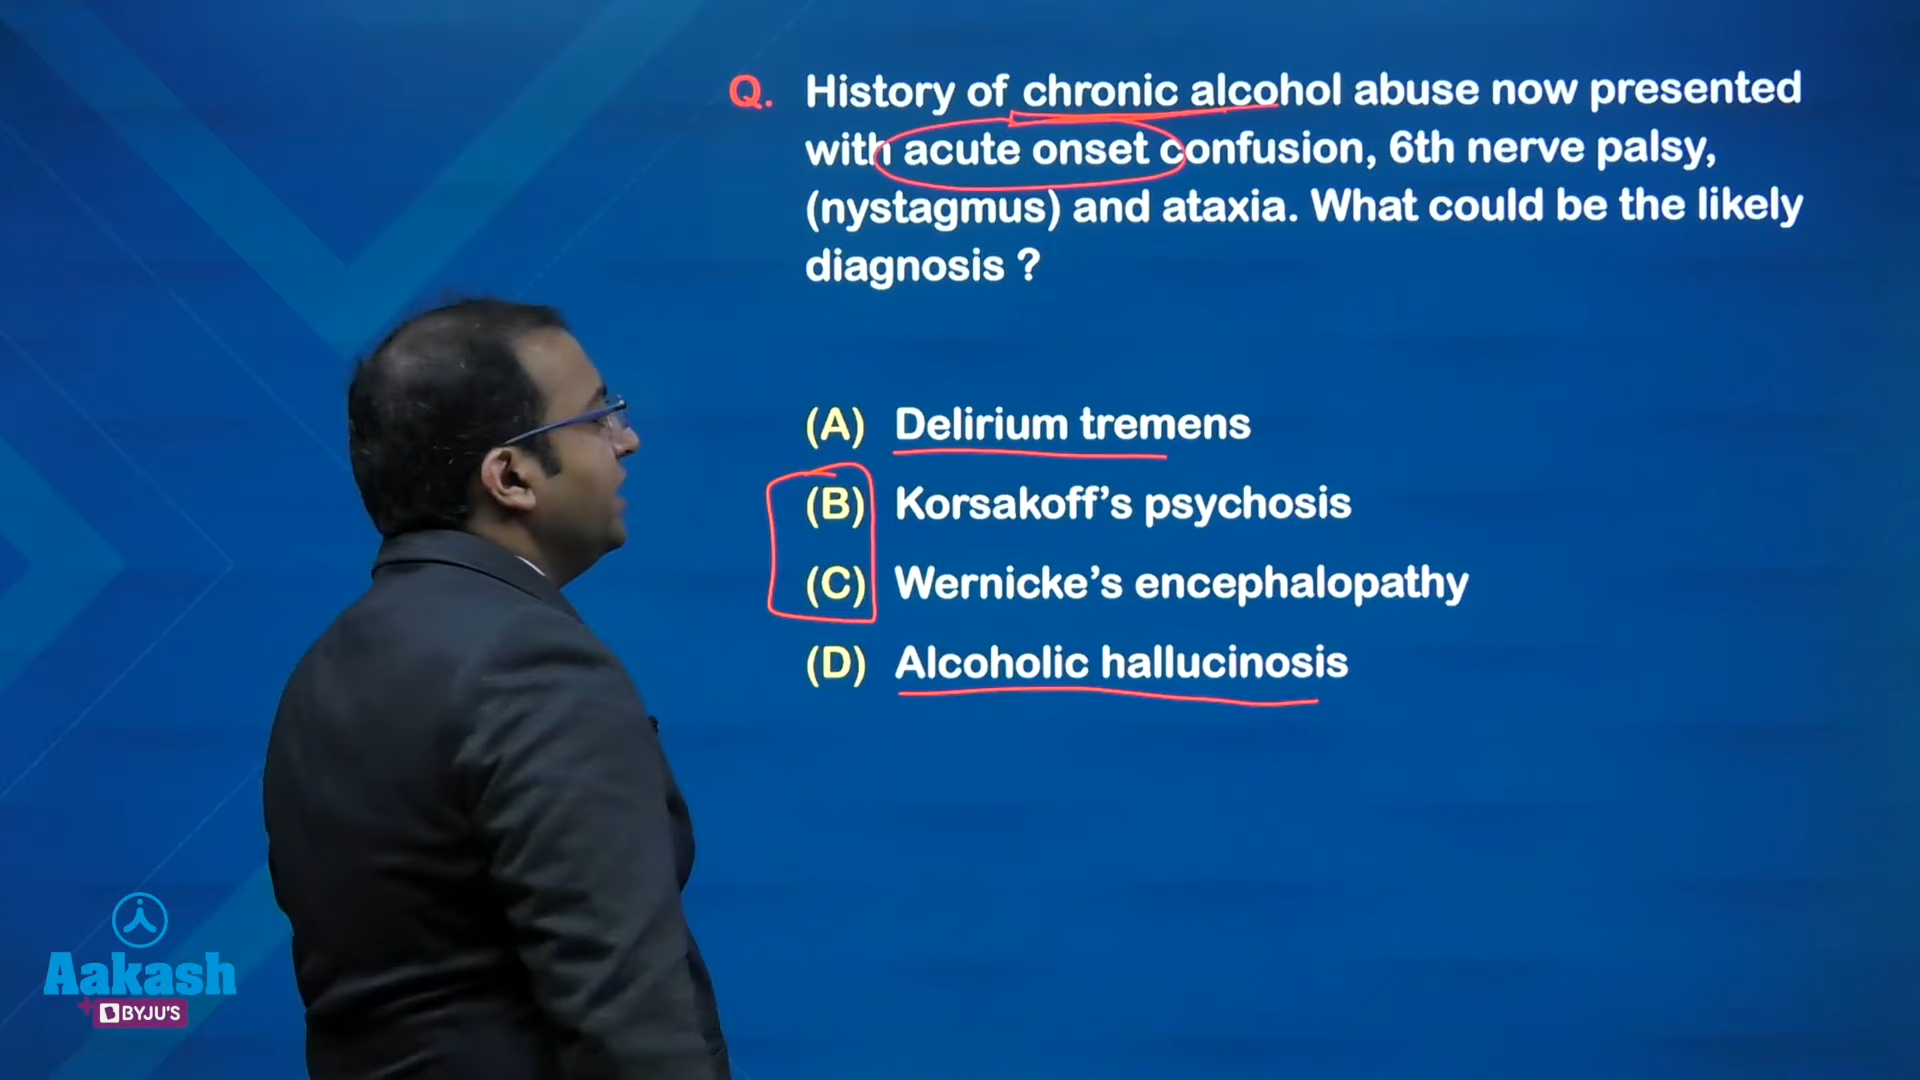 Q. History of chronic alcohol abuse now presented
with acute onset confusion, 6th nerve palsy,
(nystagmus) and ataxia. What could be the likely
diagnosis ?
(A) Delirium tremens
(B) Korsakoff's psychosis
(C) Wernicke's encephalopathy
(D) Alcoholic hallucinosis
Aakash
+ BYJU'S